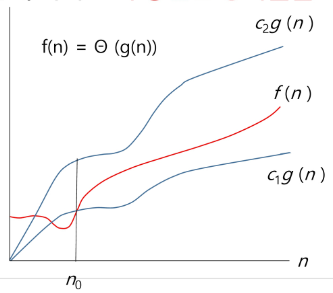 c₂g(n)
f(n) = Θ (g(n))
f(n)
c₁g(n)
n
n₀